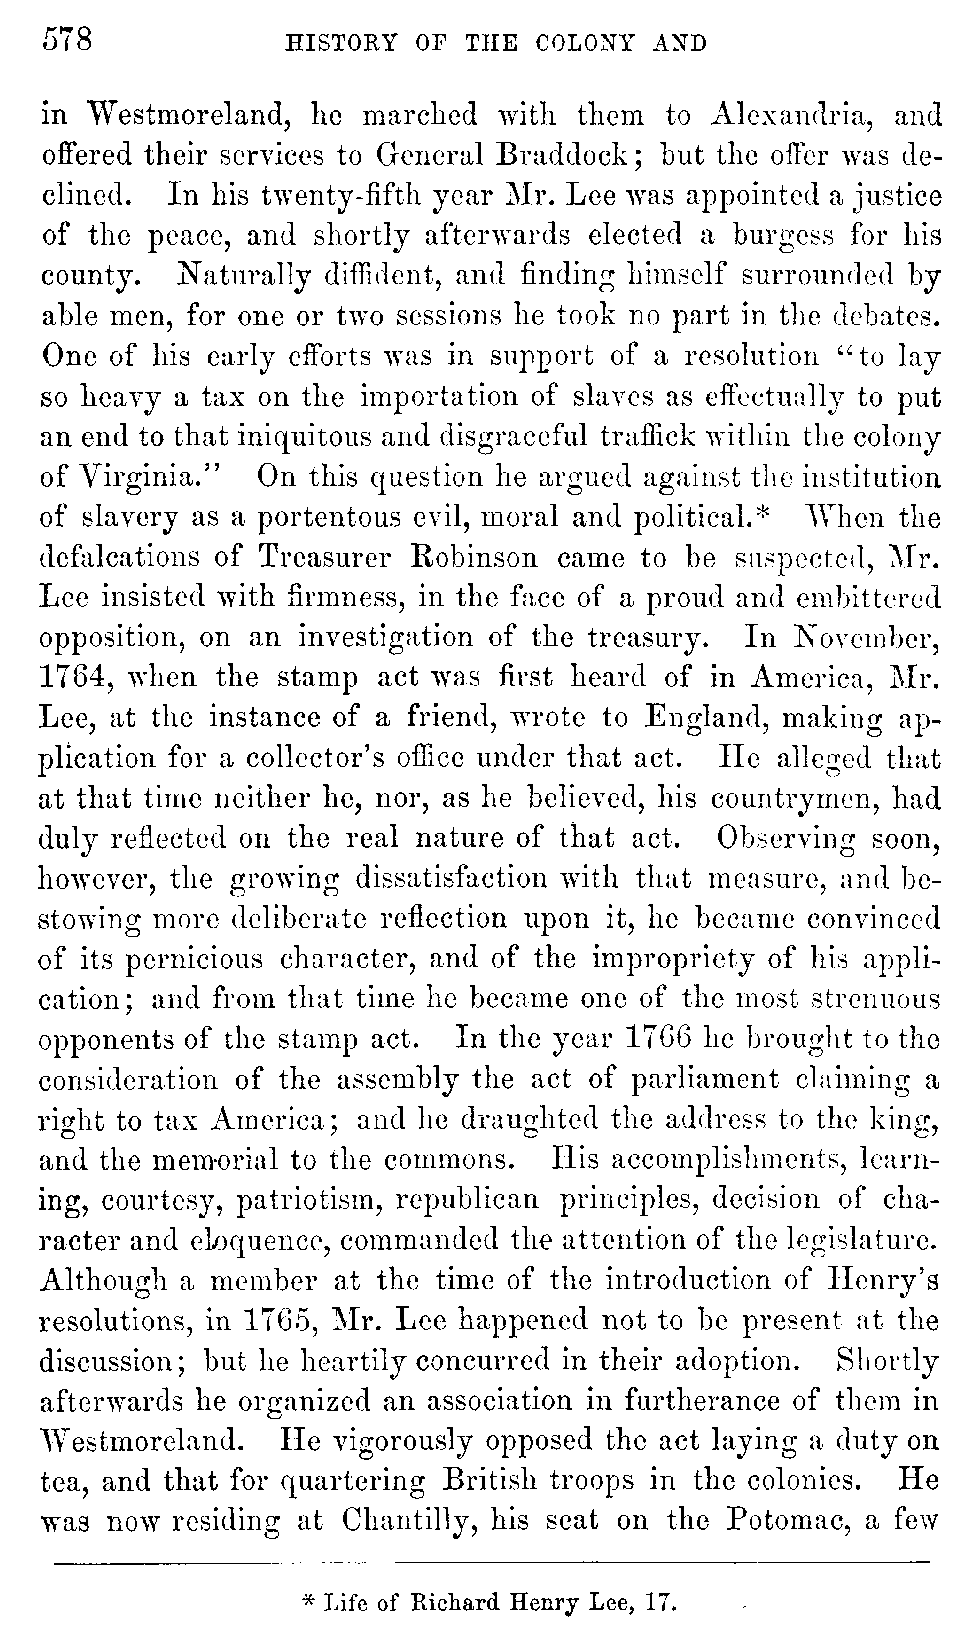 578 HISTORY OF THE COLONY AND
in Westmoreland, he marched with them to Alexandria, and
offered their services to General Braddock; but the offer was de-
clined. In his twenty-fifth year Mr. Lee was appointed a justice
of the peace, and shortly afterwards elected a burgess for his
county. Naturally diffident, and finding himself surrounded by
able men, for one or two sessions he took no part in the debates.
One of his early efforts was in support of a resolution "to lay
so heavy a tax on the importation of slaves as effectually to put
an end to that iniquitous and disgraceful traffick within the colony
of Virginia." On this question he argued against the institution
of slavery as a portentous evil, moral and political.* When the
defalcations of Treasurer Robinson came to be suspected, Mr.
Lee insisted with firmness, in the face of a proud and embittered
opposition, on an investigation of the treasury. In November,
1764, when the stamp act was first heard of in America, Mr.
Lee, at the instance of a friend, wrote to England, making ap-
plication for a collector's office under that act. He alleged that
at that time neither he, nor, as he believed, his countrymen, had
duly reflected on the real nature of that act. Observing soon,
however, the growing dissatisfaction with that measure, and be-
stowing more deliberate reflection upon it, he became convinced
of its pernicious character, and of the impropriety of his appli-
cation; and from that time he became one of the most strenuous
opponents of the stamp act. In the year 1766 he brought to the
consideration of the assembly the act of parliament claiming a
right to tax America; and he draughted the address to the king,
and the memorial to the commons. His accomplishments, learn-
ing, courtesy, patriotism, republican principles, decision of cha-
racter and eloquence, commanded the attention of the legislature.
Although a member at the time of the introduction of Henry's
resolutions, in 1765, Mr. Lee happened not to be present at the
discussion; but he heartily concurred in their adoption. Shortly
afterwards he organized an association in furtherance of them in
Westmoreland. He vigorously opposed the act laying a duty on
tea, and that for quartering British troops in the colonies. He
was now residing at Chantilly, his seat on the Potomac, a few
* Life of Richard Henry Lee, 17.